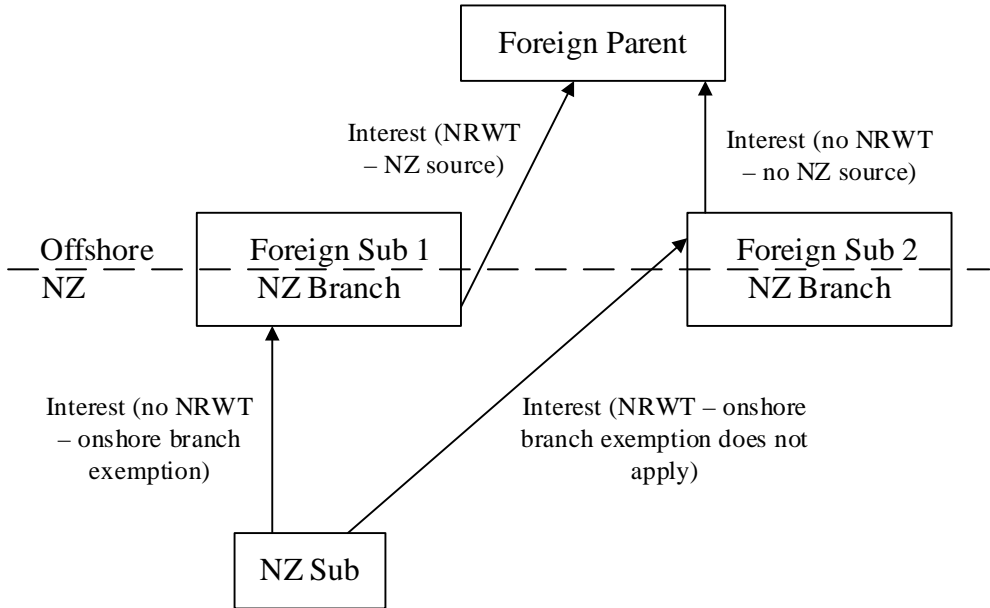 Foreign Parent
Interest (NRWT
– NZ source)
Interest (no NRWT
– no NZ source)
Offshore
NZ
Foreign Sub 1
NZ Branch
Foreign Sub 2
NZ Branch
Interest (no NRWT
– onshore branch
exemption)
Interest (NRWT – onshore
branch exemption does not
apply)
NZ Sub